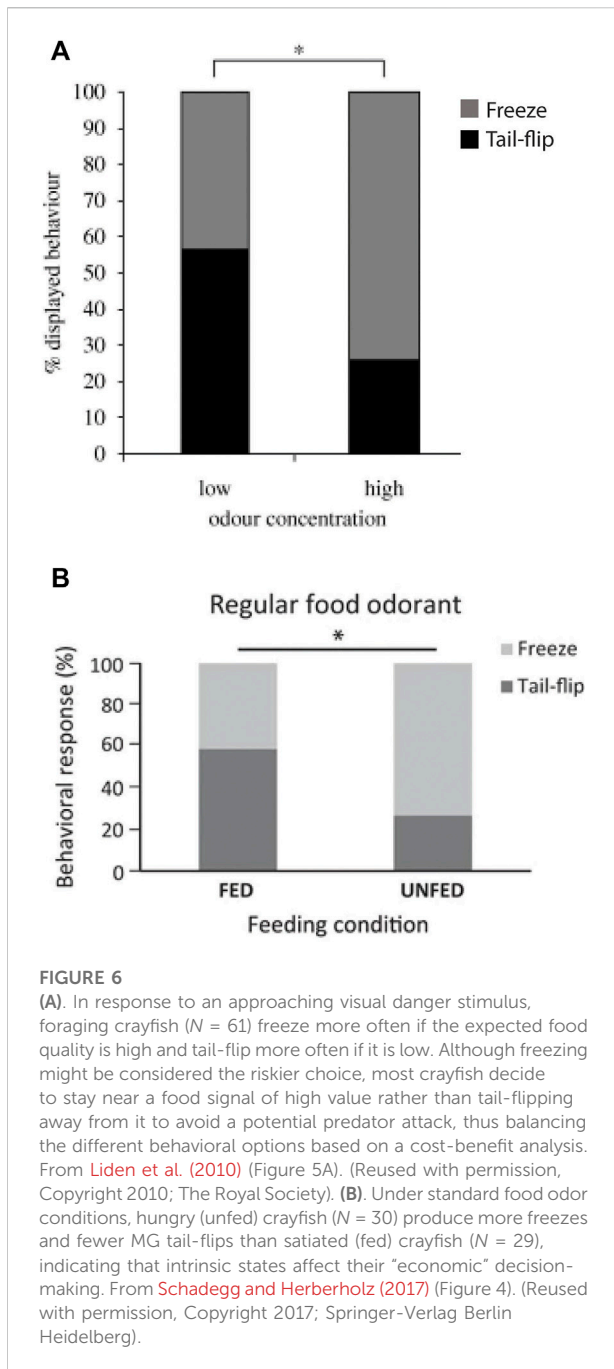 A
*
100
90
80
70
60
50
40
30
20
10
0
% displayed behaviour
Freeze
Tail-flip
low high
odour concentration
B
Regular food odorant
*
100
80
60
40
20
0
Behavioral response (%)
Freeze
Tail-flip
FED UNFED
Feeding condition
FIGURE 6
(A). In response to an approaching visual danger stimulus,
foraging crayfish (N = 61) freeze more often if the expected food
quality is high and tail-flip more often if it is low. Although freezing
might be considered the riskier choice, most crayfish decide
to stay near a food signal of high value rather than tail-flipping
away from it to avoid a potential predator attack, thus balancing
the different behavioral options based on a cost-benefit analysis.
From Liden et al. (2010) (Figure 5A). (Reused with permission,
Copyright 2010; The Royal Society). (B). Under standard food odor
conditions, hungry (unfed) crayfish (N = 30) produce more freezes
and fewer MG tail-flips than satiated (fed) crayfish (N = 29),
indicating that intrinsic states affect their “economic” decision-
making. From Schadegg and Herberholz (2017) (Figure 4). (Reused
with permission, Copyright 2017; Springer-Verlag Berlin
Heidelberg).